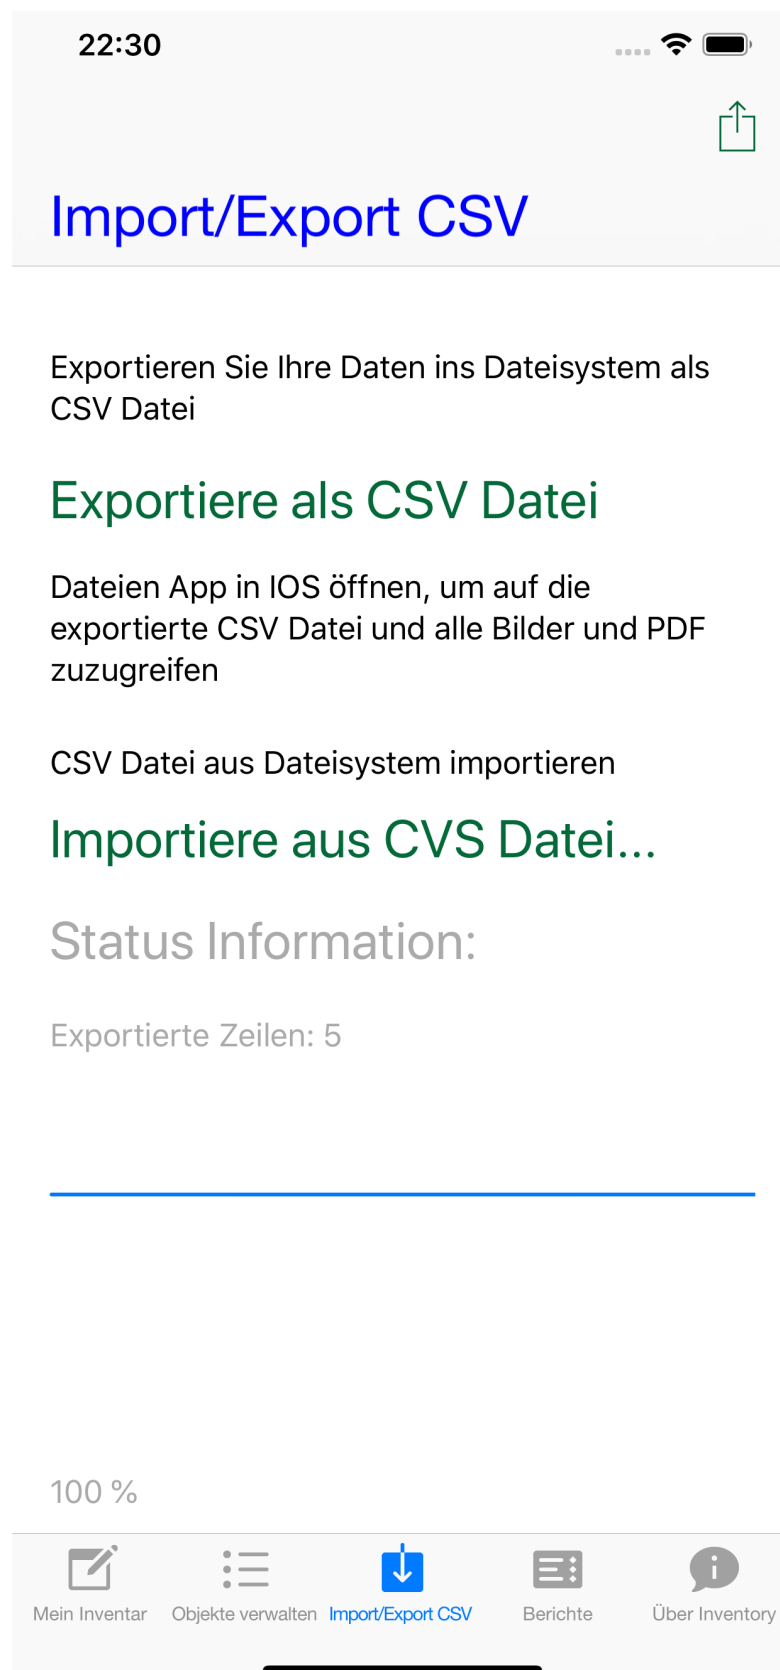 22:30
Import/Export CSV
Exportieren Sie Ihre Daten ins Dateisystem als
CSV Datei
Exportiere als CSV Datei
Dateien App in IOS öffnen, um auf die
exportierte CSV Datei und alle Bilder und PDF
zuzugreifen
CSV Datei aus Dateisystem importieren
Importiere aus CVS Datei...
Status Information:
Exportierte Zeilen: 5
100 %
Mein Inventar Objekte verwalten Import/Export CSV Berichte Über Inventory